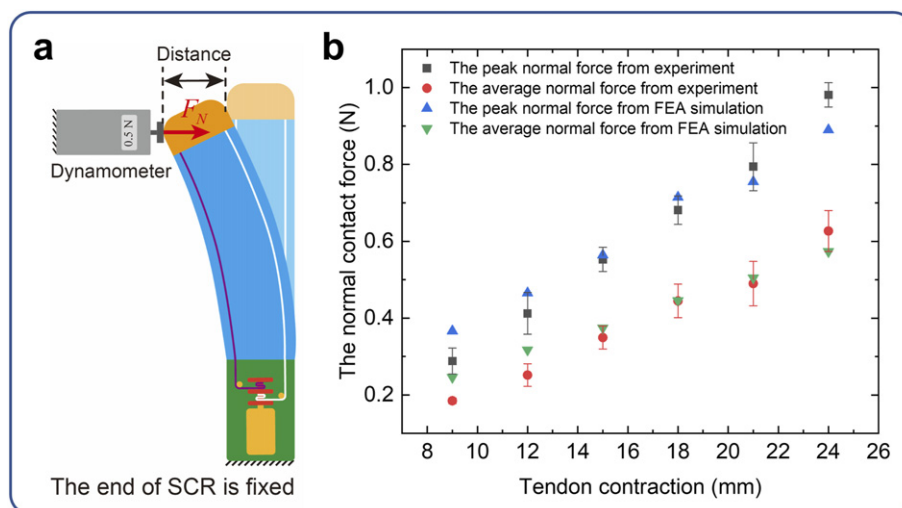 a
Distance
F_N
0.5 N
Dynamometer
The end of SCR is fixed
b
The peak normal force from experiment
The average normal force from experiment
The peak normal force from FEA simulation
The average normal force from FEA simulation
The normal contact force (N)
1.0
0.8
0.6
0.4
0.2
8 10 12 14 16 18 20 22 24 26
Tendon contraction (mm)